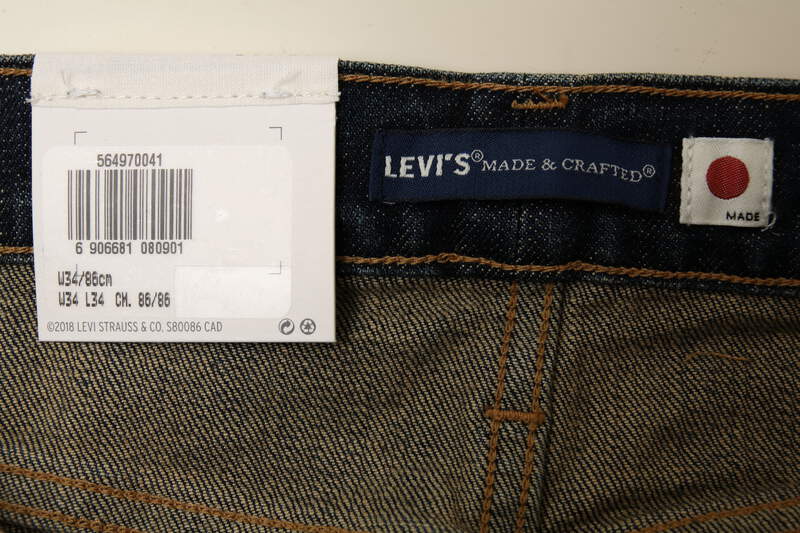 564970041
6 906681 080901
W34/86cm
W34 L34 CM. 86/86
©2018 LEVI STRAUSS & CO. S80086 CAD
LEVI'S® MADE & CRAFTED®
MADE